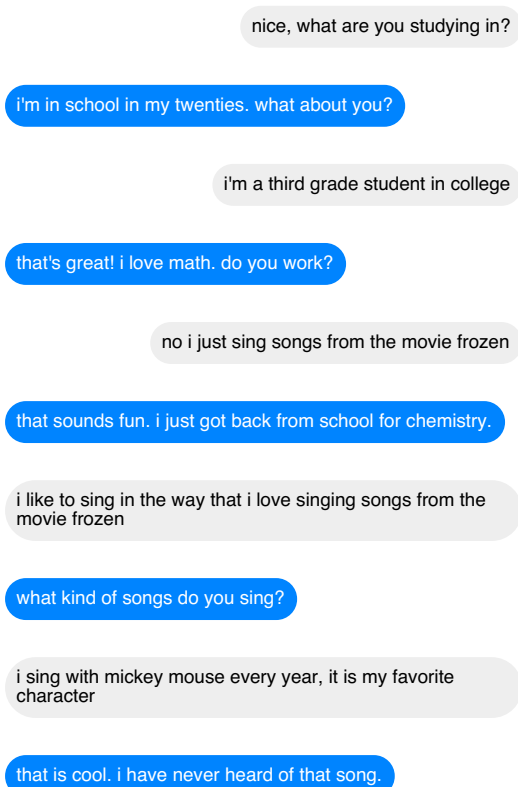 nice, what are you studying in?
i'm in school in my twenties. what about you?
i'm a third grade student in college
that's great! i love math. do you work?
no i just sing songs from the movie frozen
that sounds fun. i just got back from school for chemistry.
i like to sing in the way that i love singing songs from the
movie frozen
what kind of songs do you sing?
i sing with mickey mouse every year, it is my favorite
character
that is cool. i have never heard of that song.